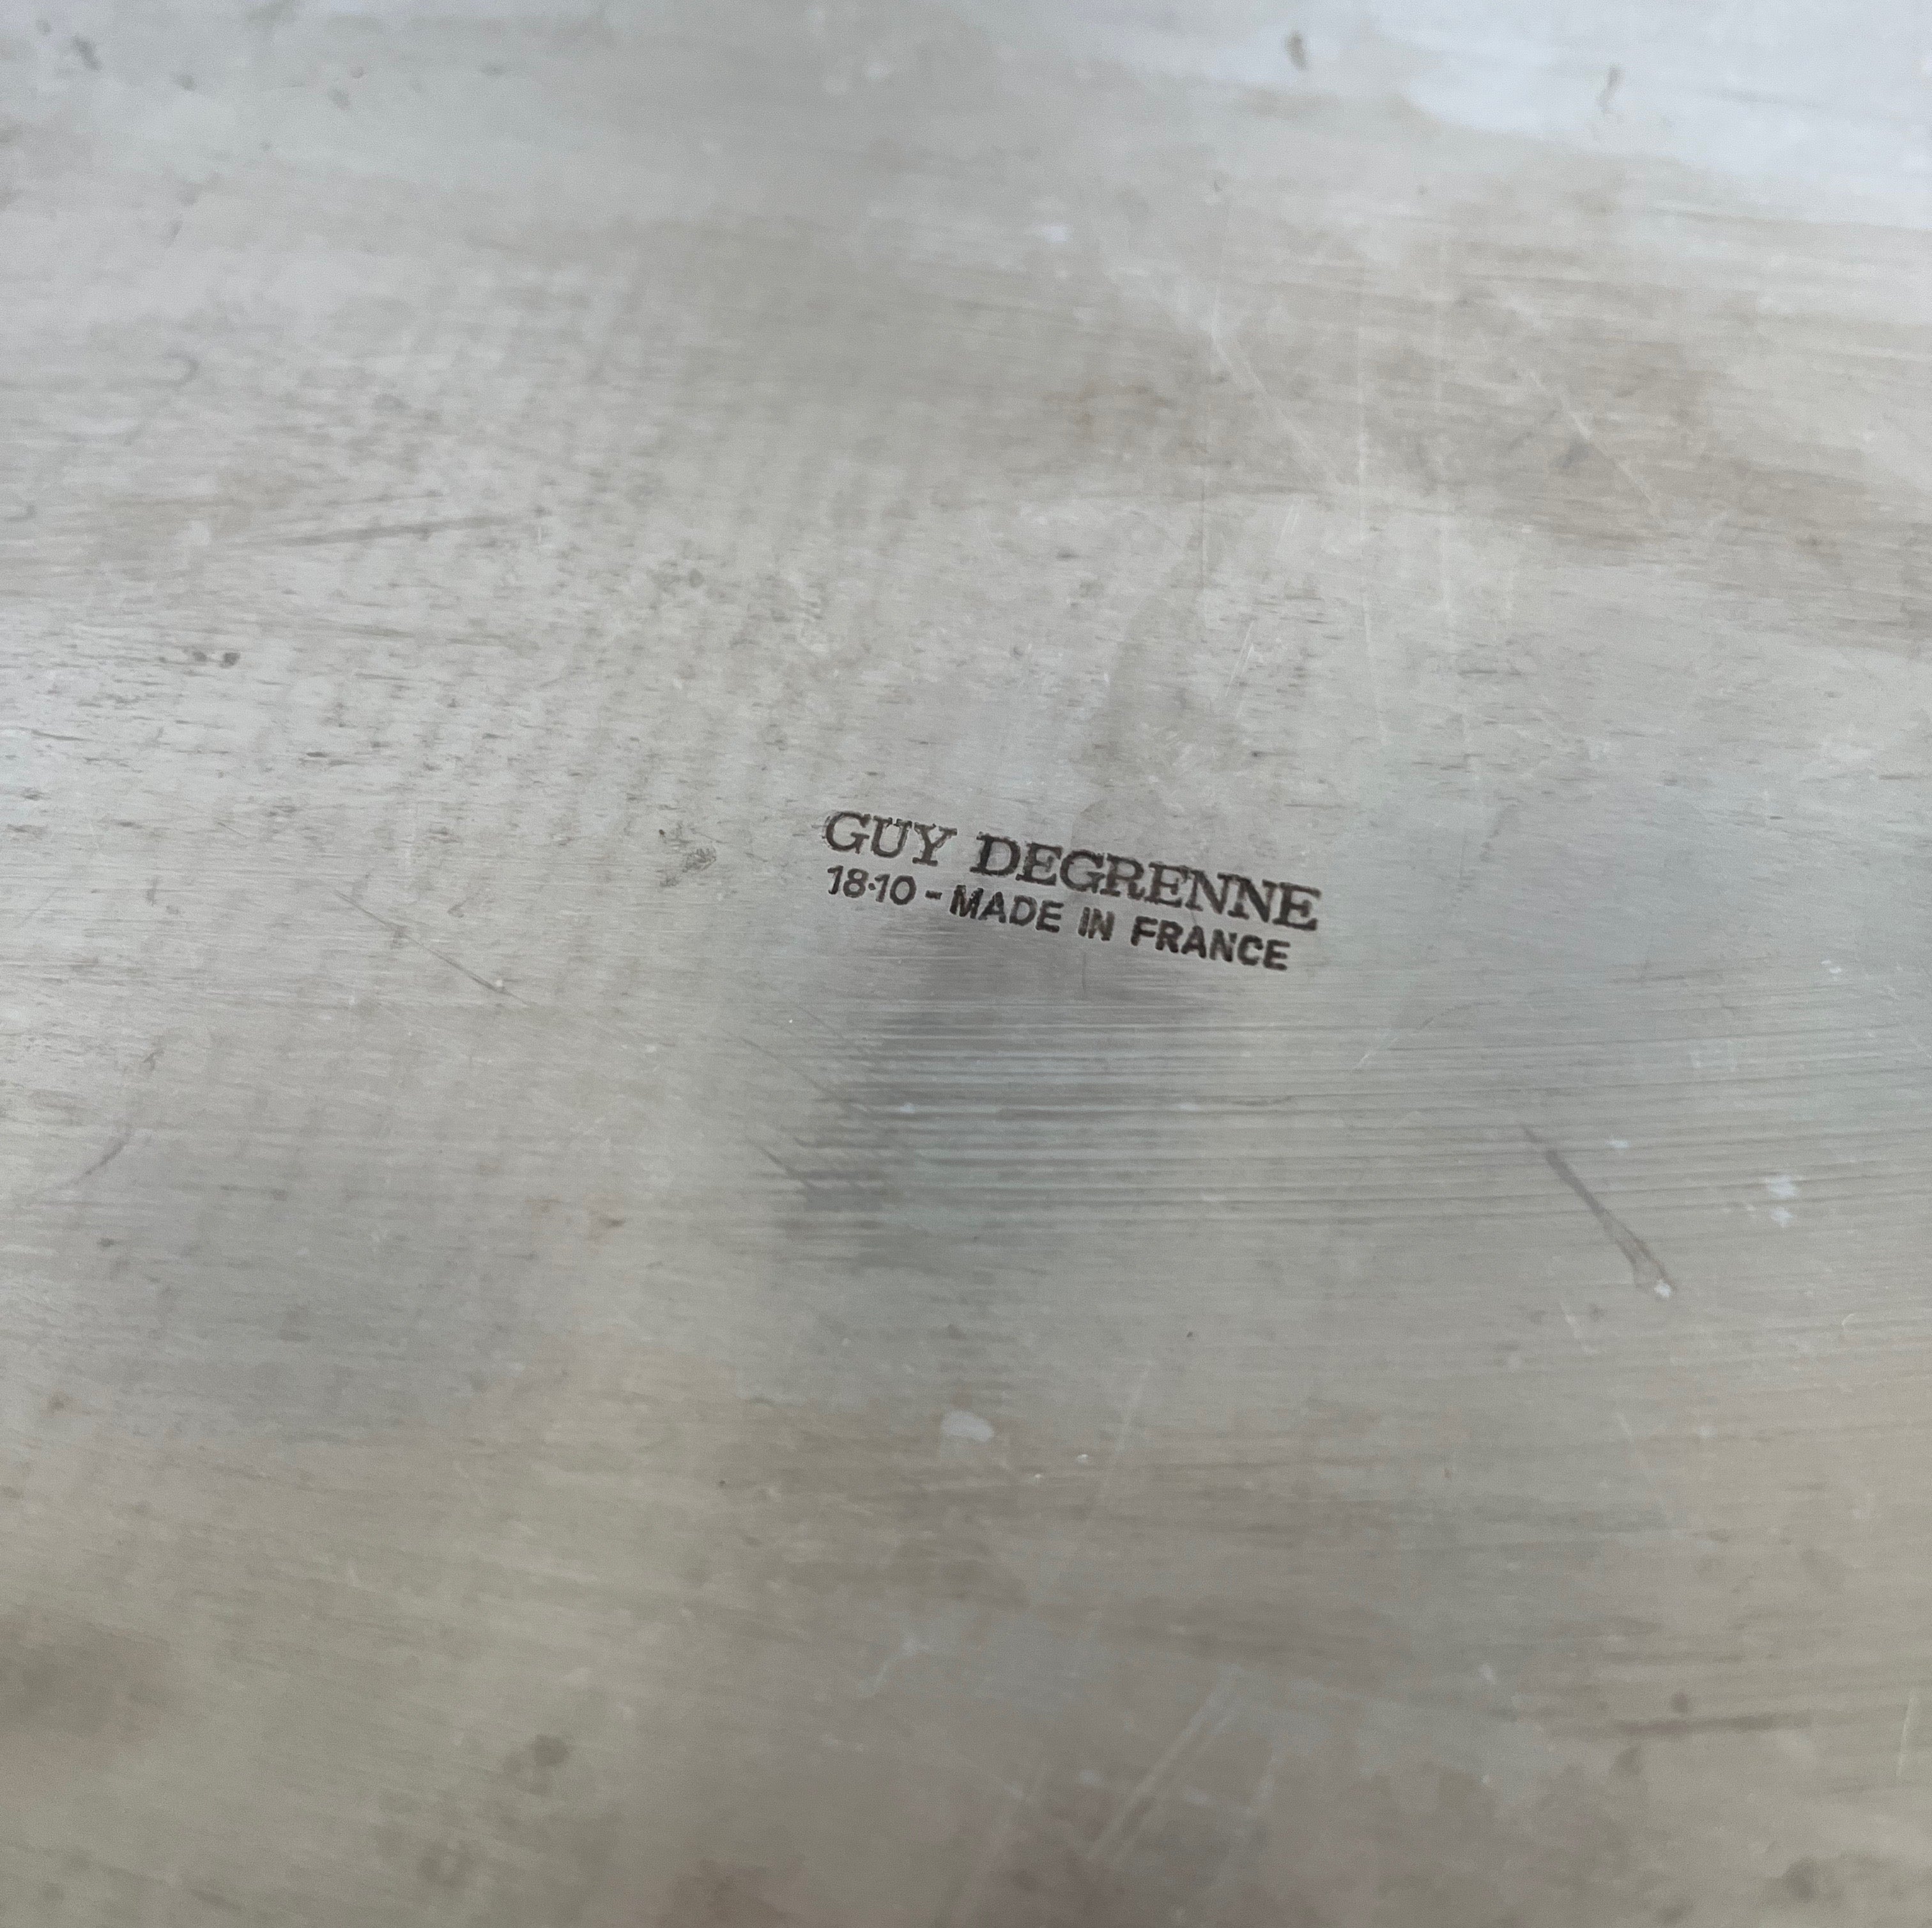 GUY DEGRENNE
18·10 - MADE IN FRANCE